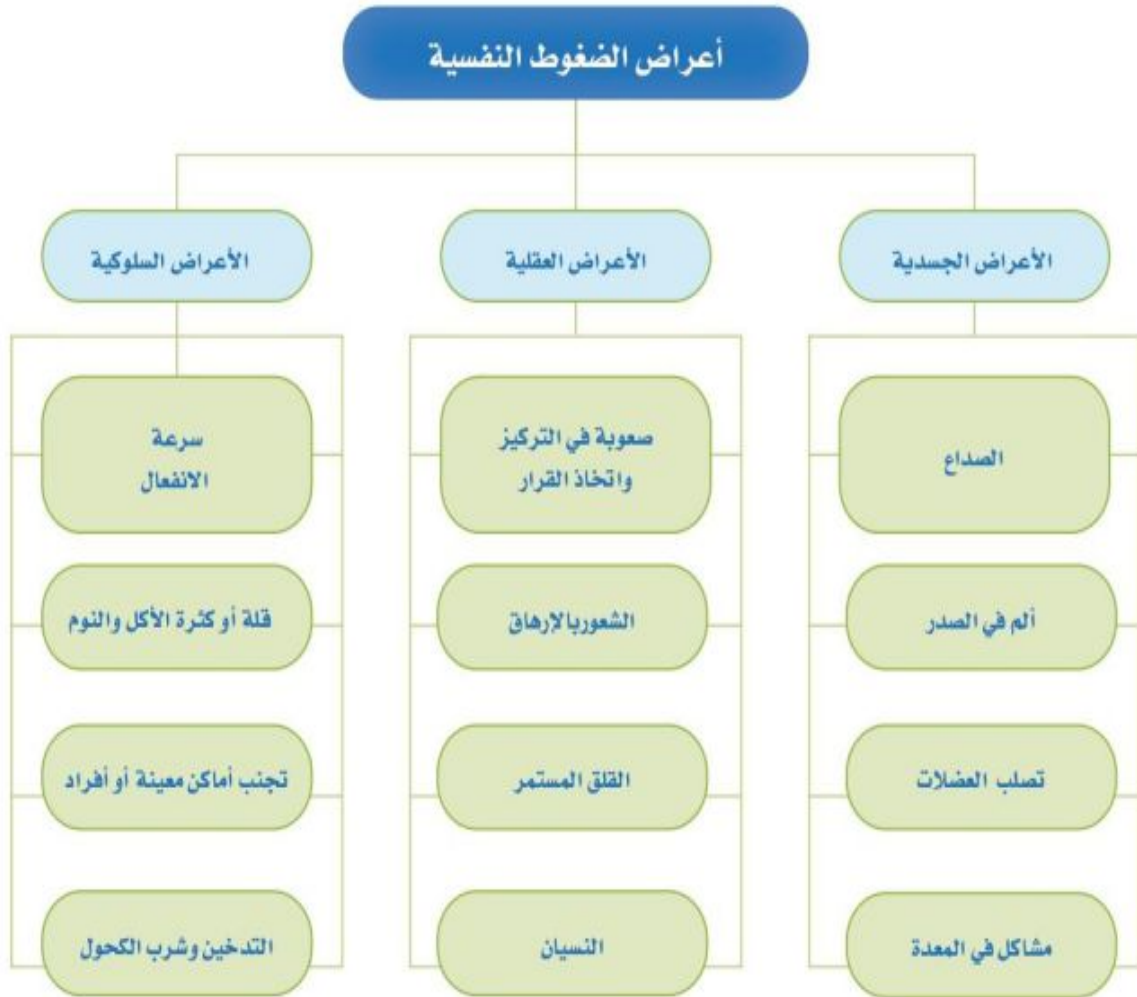 أعراض الضغوط النفسية
الأعراض الجسدية
الأعراض العقلية
الأعراض السلوكية
الصداع
صعوبة في التركيز
واتخاذ القرار
سرعة
الانفعال
ألم في الصدر
الشعور بالإرهاق
قلة أو كثرة الأكل والنوم
تصلب العضلات
القلق المستمر
تجنب أماكن معينة أو أفراد
مشاكل في المعدة
النسيان
التدخين وشرب الكحول